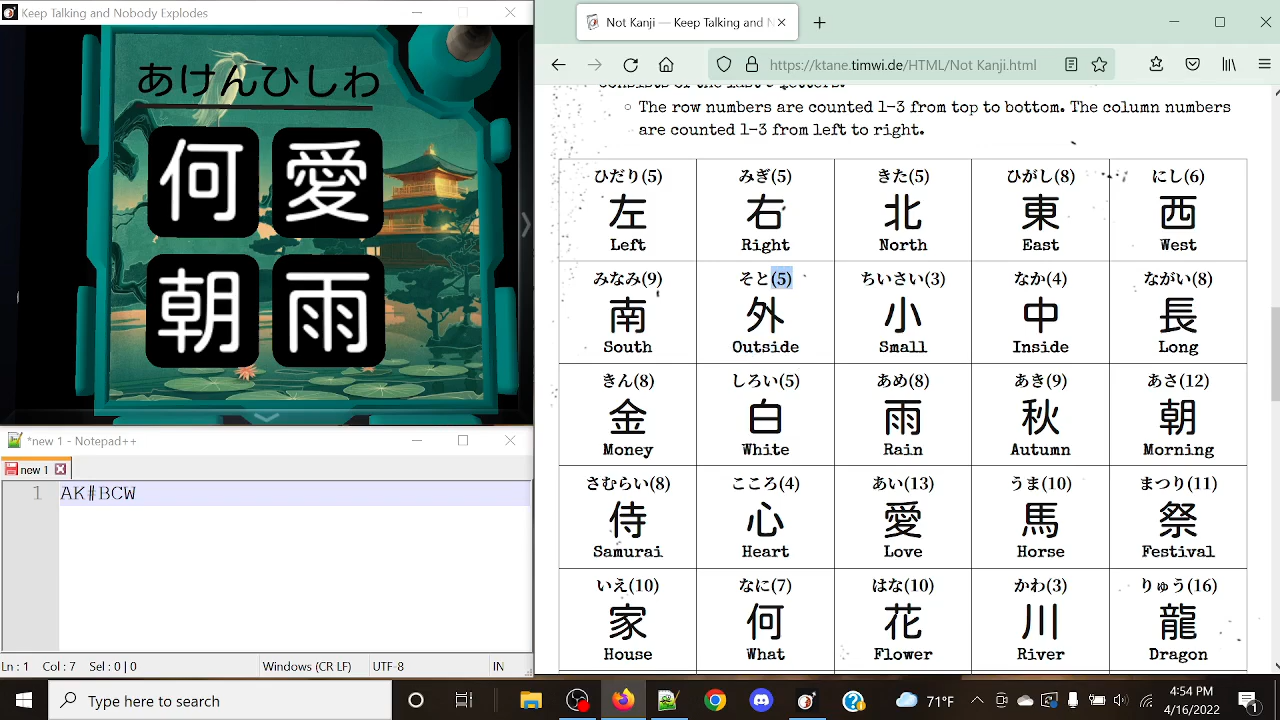 Keep Talking and Nobody Explodes
あけんひしわ
何 愛
朝 雨
*new 1 - Notepad++
new 1
1 AK#BCW
Ln : 1 Col : 7 Sel : 0 | 0 Windows (CR LF) UTF-8 IN
Not Kanji — Keep Talking and N
https://ktane.timwi.de/HTML/Not Kanji.html
The row numbers are counted 1-3 from top to bottom. The column numbers
are counted 1-3 from left to right.
ひだり(5) みぎ(5) きた(5) ひがし(8) にし(6)
左 右 北 東 西
Left Right North East West
みなみ(9) そと(5) ちいさい(3) なか(4) ながい(8)
南 外 小 中 長
South Outside Small Inside Long
きん(8) しろい(5) あめ(8) あき(9) あさ(12)
金 白 雨 秋 朝
Money White Rain Autumn Morning
さむらい(8) こころ(4) あい(13) うま(10) まつり(11)
侍 心 愛 馬 祭
Samurai Heart Love Horse Festival
いえ(10) なに(7) はな(10) かわ(3) りゅう(16)
家 何 花 川 龍
House What Flower River Dragon
Type here to search
71°F
4:54 PM
4/16/2022
1